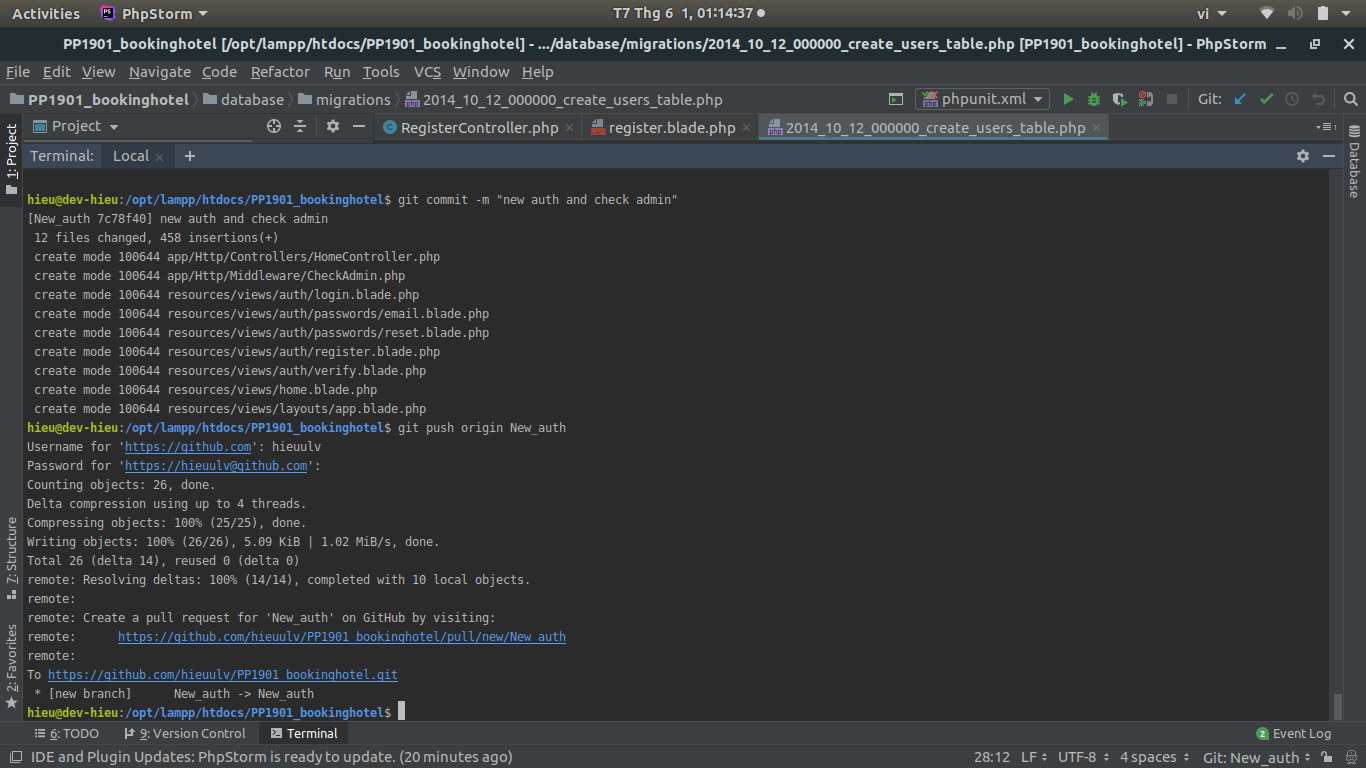 Activities PhpStorm T7 Thg 6 1, 01:14:37 vi
PP1901_bookinghotel [/opt/lampp/htdocs/PP1901_bookinghotel] - .../database/migrations/2014_10_12_000000_create_users_table.php [PP1901_bookinghotel] - PhpStorm
File Edit View Navigate Code Refactor Run Tools VCS Window Help
PP1901_bookinghotel database migrations 2014_10_12_000000_create_users_table.php phpunit.xml Git:
Project RegisterController.php register.blade.php 2014_10_12_000000_create_users_table.php
1: Project
Database
Terminal: Local +
hieu@dev-hieu:/opt/lampp/htdocs/PP1901_bookinghotel$ git commit -m "new auth and check admin"
[New_auth 7c78f40] new auth and check admin
12 files changed, 458 insertions(+)
create mode 100644 app/Http/Controllers/HomeController.php
create mode 100644 app/Http/Middleware/CheckAdmin.php
create mode 100644 resources/views/auth/login.blade.php
create mode 100644 resources/views/auth/passwords/email.blade.php
create mode 100644 resources/views/auth/passwords/reset.blade.php
create mode 100644 resources/views/auth/register.blade.php
create mode 100644 resources/views/auth/verify.blade.php
create mode 100644 resources/views/home.blade.php
create mode 100644 resources/views/layouts/app.blade.php
hieu@dev-hieu:/opt/lampp/htdocs/PP1901_bookinghotel$ git push origin New_auth
Username for 'https://github.com': hieuulv
Password for 'https://hieuulv@github.com':
Counting objects: 26, done.
Delta compression using up to 4 threads.
Compressing objects: 100% (25/25), done.
Writing objects: 100% (26/26), 5.09 KiB | 1.02 MiB/s, done.
Total 26 (delta 14), reused 0 (delta 0)
remote: Resolving deltas: 100% (14/14), completed with 10 local objects.
remote:
remote: Create a pull request for 'New_auth' on GitHub by visiting:
remote: https://github.com/hieuulv/PP1901_bookinghotel/pull/new/New_auth
remote:
To https://github.com/hieuulv/PP1901_bookinghotel.git
* [new branch] New_auth -> New_auth
hieu@dev-hieu:/opt/lampp/htdocs/PP1901_bookinghotel$
7: Structure
2: Favorites
6: TODO 9: Version Control Terminal 2 Event Log
IDE and Plugin Updates: PhpStorm is ready to update. (20 minutes ago) 28:12 LF UTF-8 4 spaces Git: New_auth